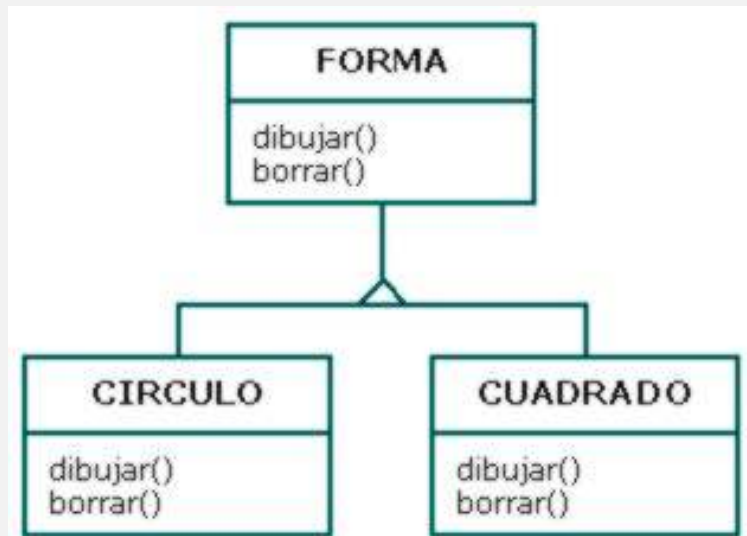 FORMA
dibujar()
borrar()
CIRCULO
dibujar()
borrar()
CUADRADO
dibujar()
borrar()